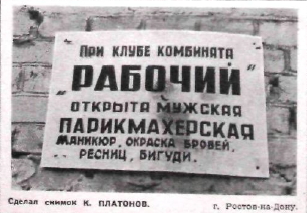 ПРИ КЛУБЕ КОМБИНАТА
"РАБОЧИЙ"
ОТКРЫТА МУЖСКАЯ
ПАРИКМАХЕРСКАЯ
МАНИКЮР, ОКРАСКА БРОВЕЙ,
РЕСНИЦ, БИГУДИ.
Сделал снимок К. ПЛАТОНОВ. г. Ростов-на-Дону.